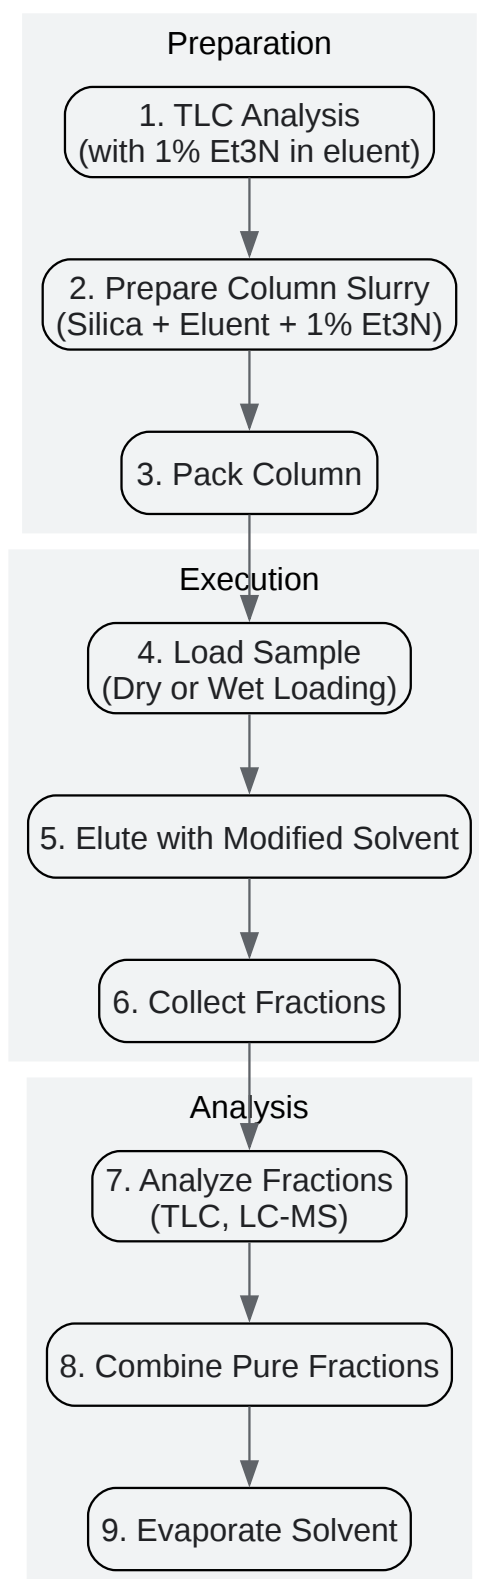 Preparation
1. TLC Analysis
(with 1% Et3N in eluent)
2. Prepare Column Slurry
(Silica + Eluent + 1% Et3N)
3. Pack Column
Execution
4. Load Sample
(Dry or Wet Loading)
5. Elute with Modified Solvent
6. Collect Fractions
Analysis
7. Analyze Fractions
(TLC, LC-MS)
8. Combine Pure Fractions
9. Evaporate Solvent